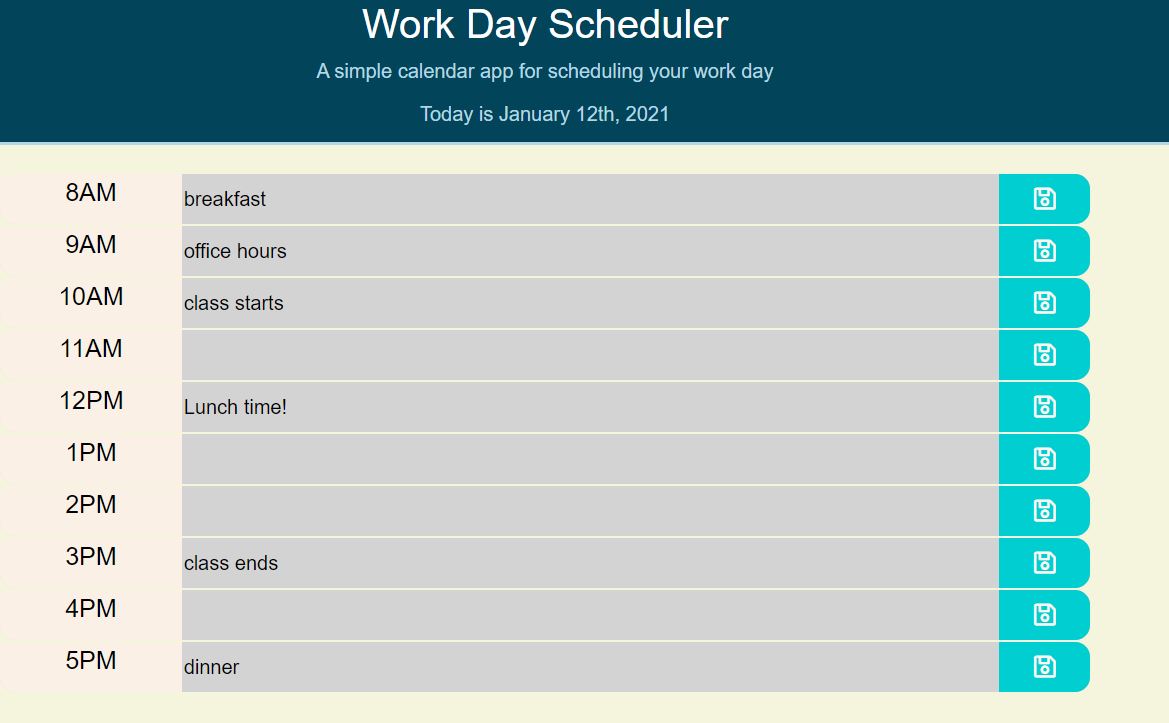 Work Day Scheduler
A simple calendar app for scheduling your work day
Today is January 12th, 2021
8AM breakfast
9AM office hours
10AM class starts
11AM
12PM Lunch time!
1PM
2PM
3PM class ends
4PM
5PM dinner